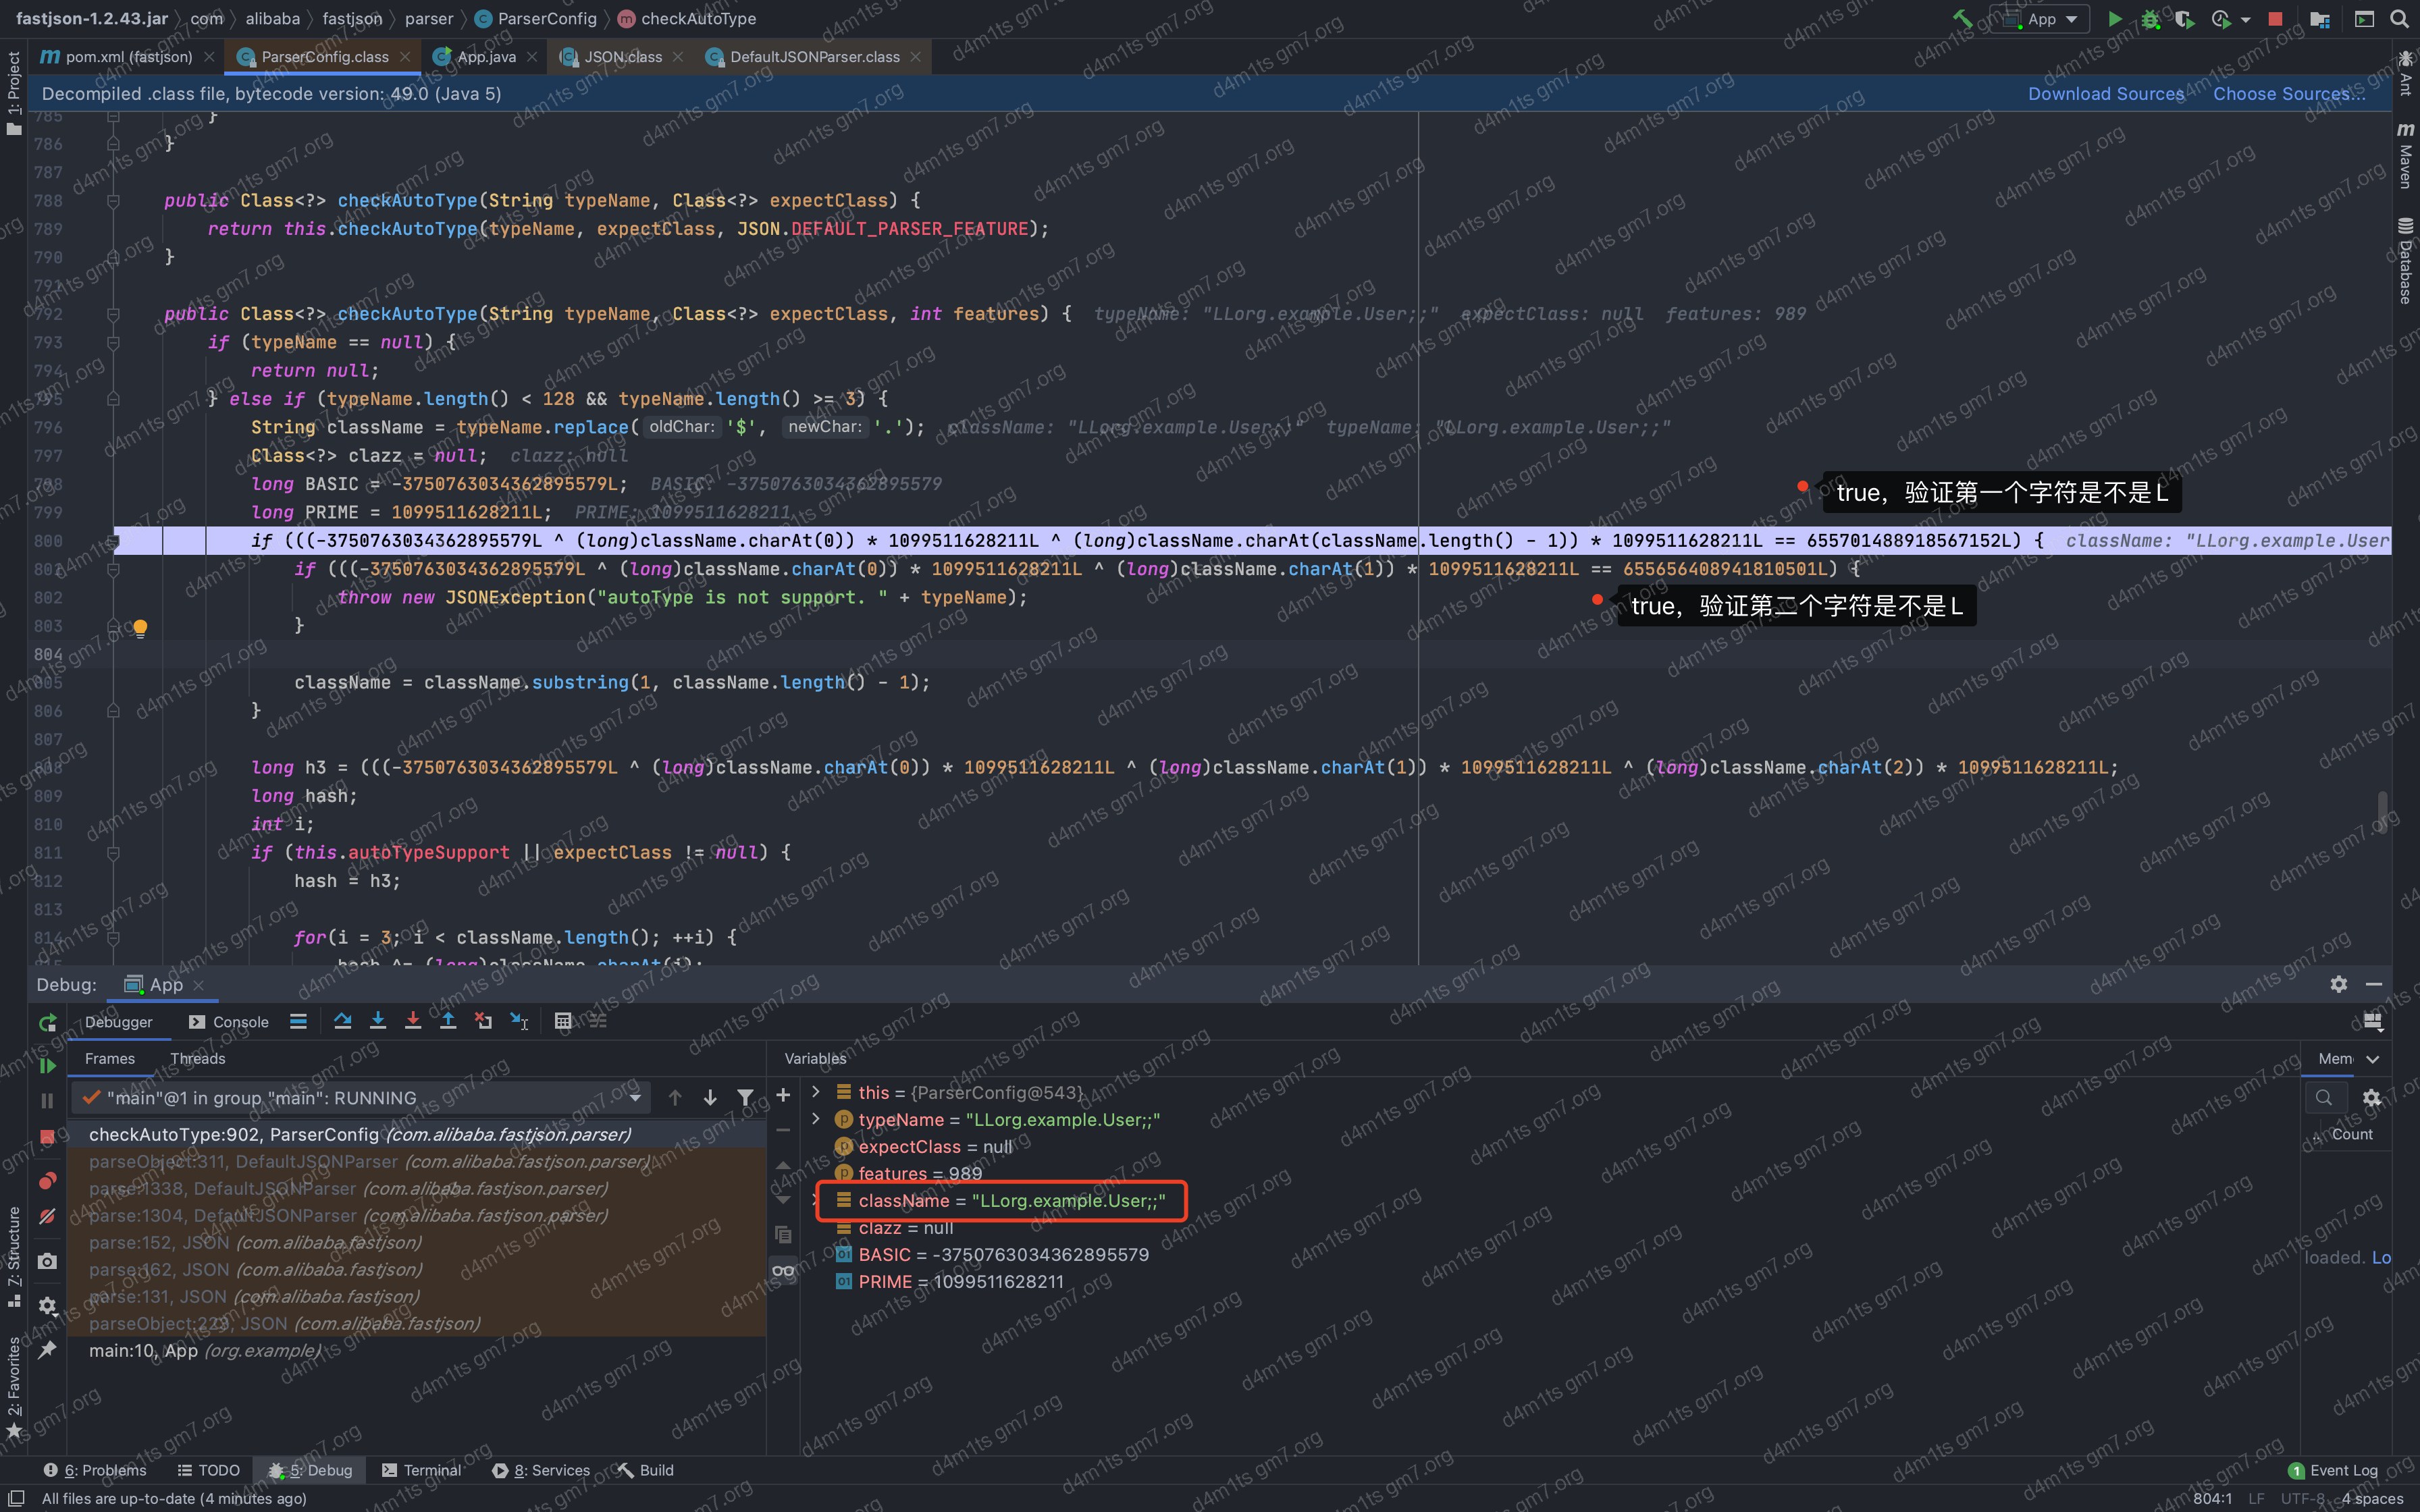 fastjson-1.2.43.jar com alibaba fastjson parser ParserConfig checkAutoType
App
pom.xml (fastjson) ParserConfig.class App.java JSON.class DefaultJSONParser.class
Decompiled .class file, bytecode version: 49.0 (Java 5) Download Sources Choose Sources...
785 }
786 }
787
788 public Class<?> checkAutoType(String typeName, Class<?> expectClass) {
789 return this.checkAutoType(typeName, expectClass, JSON.DEFAULT_PARSER_FEATURE);
790 }
791
792 public Class<?> checkAutoType(String typeName, Class<?> expectClass, int features) { typeName: "LLorg.example.User;;" expectClass: null features: 989
793 if (typeName == null) {
794 return null;
795 } else if (typeName.length() < 128 && typeName.length() >= 3) {
796 String className = typeName.replace( oldChar: '$', newChar: '.'); className: "LLorg.example.User;;" typeName: "LLorg.example.User;;"
797 Class<?> clazz = null; clazz: null
798 long BASIC = -3750763034362895579L; BASIC: -3750763034362895579
799 long PRIME = 1099511628211L; PRIME: 1099511628211
true，验证第一个字符是不是L
800 if (((-3750763034362895579L ^ (long)className.charAt(0)) * 1099511628211L ^ (long)className.charAt(className.length() - 1)) * 1099511628211L == 655701488918567152L) { className: "LLorg.example.User
801 if (((-3750763034362895579L ^ (long)className.charAt(0)) * 1099511628211L ^ (long)className.charAt(1)) * 1099511628211L == 655656408941810501L) {
802 throw new JSONException("autoType is not support. " + typeName);
true，验证第二个字符是不是L
803 }
804
805 className = className.substring(1, className.length() - 1);
806 }
807
808 long h3 = (((-3750763034362895579L ^ (long)className.charAt(0)) * 1099511628211L ^ (long)className.charAt(1)) * 1099511628211L ^ (long)className.charAt(2)) * 1099511628211L;
809 long hash;
810 int i;
811 if (this.autoTypeSupport || expectClass != null) {
812 hash = h3;
813
814 for(i = 3; i < className.length(); ++i) {
815 hash ^= (long)className.charAt(i);
Debug: App
Debugger Console
Frames Threads Variables Mem
"main"@1 in group "main": RUNNING
checkAutoType:902, ParserConfig (com.alibaba.fastjson.parser)
parseObject:311, DefaultJSONParser (com.alibaba.fastjson.parser)
parse:1338, DefaultJSONParser (com.alibaba.fastjson.parser)
parse:1304, DefaultJSONParser (com.alibaba.fastjson.parser)
parse:152, JSON (com.alibaba.fastjson)
parse:162, JSON (com.alibaba.fastjson)
parse:131, JSON (com.alibaba.fastjson)
parseObject:223, JSON (com.alibaba.fastjson)
main:10, App (org.example)
this = {ParserConfig@543}
typeName = "LLorg.example.User;;"
expectClass = null
features = 989
className = "LLorg.example.User;;"
clazz = null
BASIC = -3750763034362895579
PRIME = 1099511628211
.. Count
loaded. Lo
1: Project
7: Structure
2: Favorites
Ant
Maven
Database
6: Problems TODO 5: Debug Terminal 8: Services Build 1 Event Log
All files are up-to-date (4 minutes ago) 804:1 LF UTF-8 4 spaces
d4m1ts gm7.org